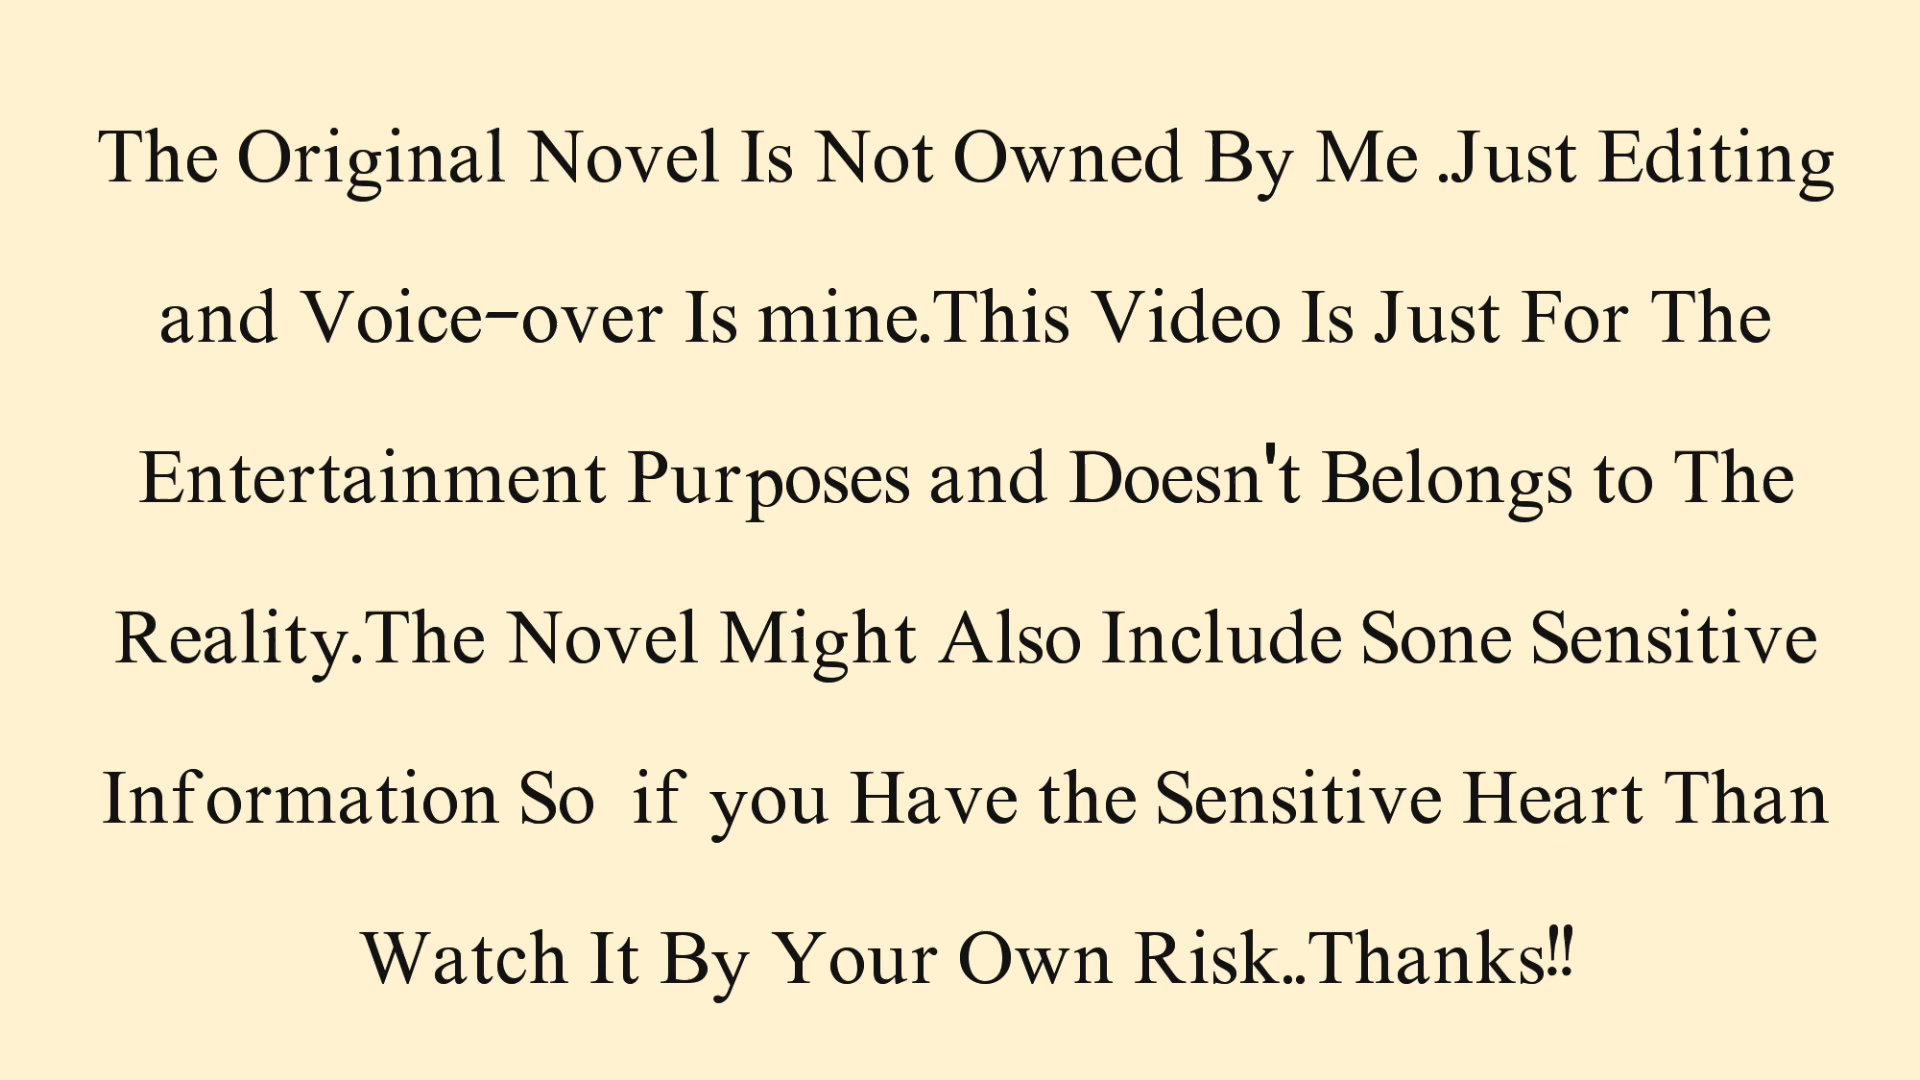 The Original Novel Is Not Owned By Me .Just Editing
and Voice-over Is mine.This Video Is Just For The
Entertainment Purposes and Doesn't Belongs to The
Reality.The Novel Might Also Include Sone Sensitive
Information So  if you Have the Sensitive Heart Than
Watch It By Your Own Risk..Thanks!!